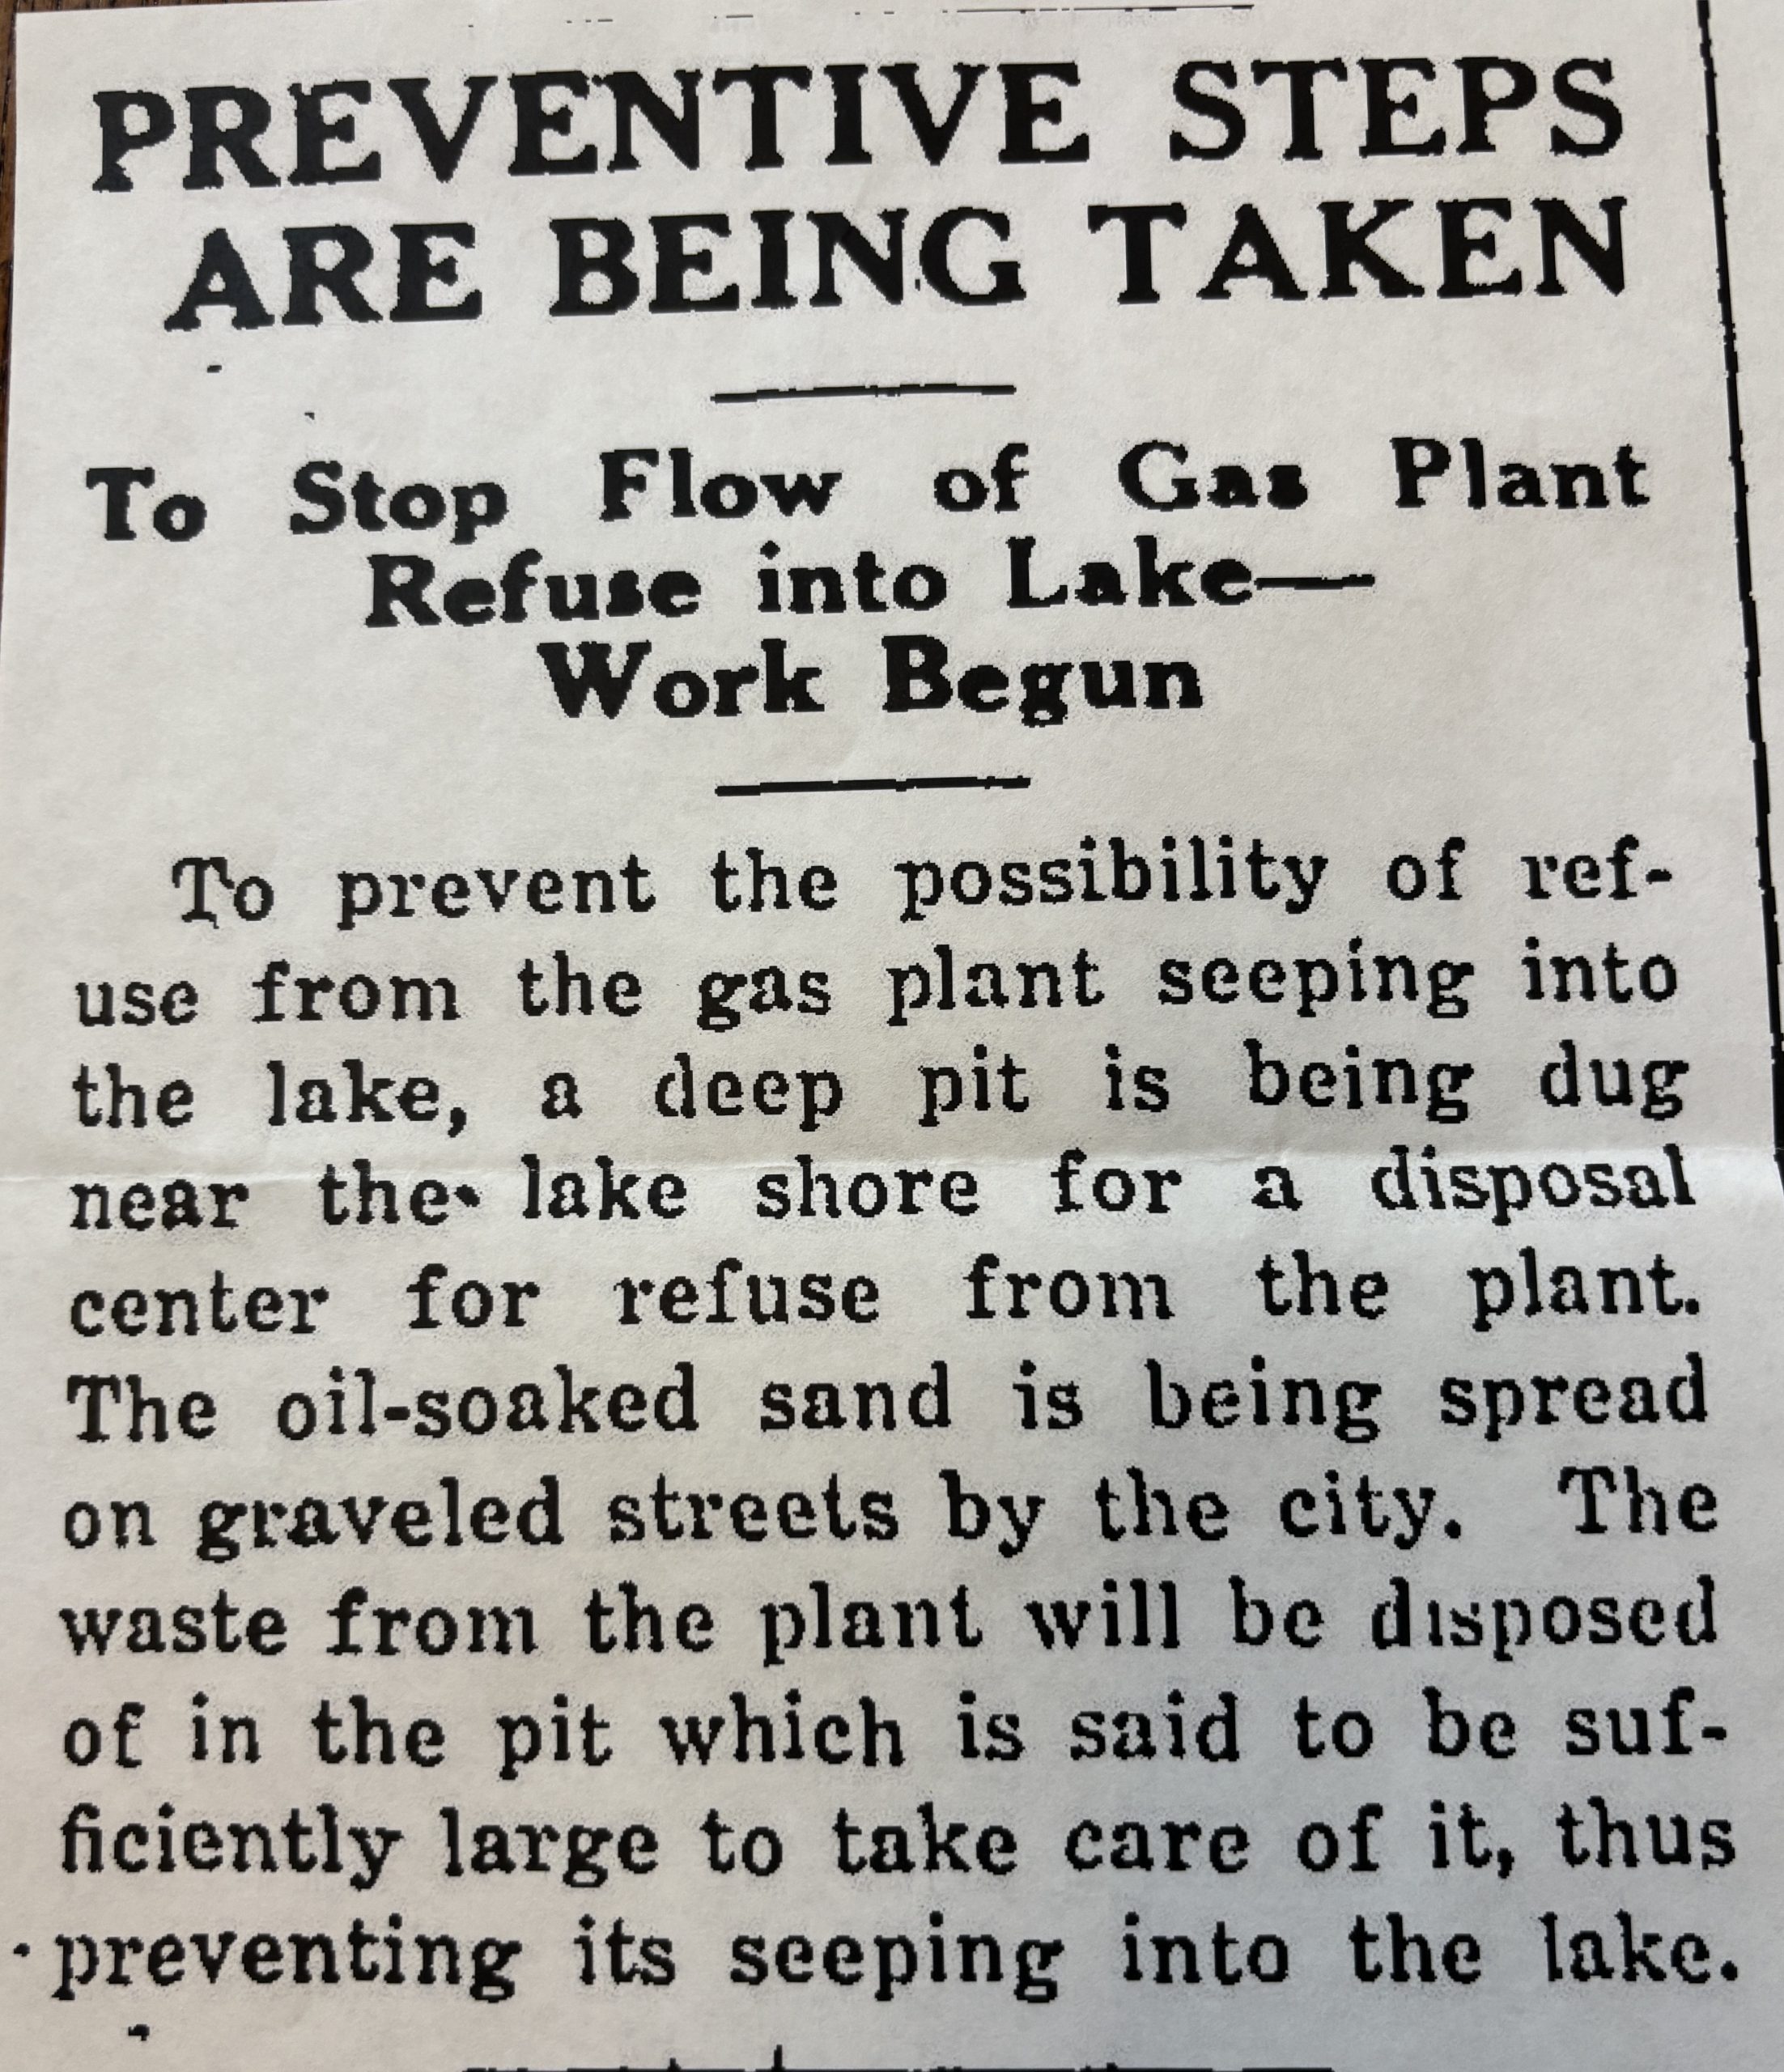 PREVENTIVE STEPS
ARE BEING TAKEN
To Stop Flow of Gas Plant
Refuse into Lake—
Work Begun
To prevent the possibility of ref-
use from the gas plant seeping into
the lake, a deep pit is being dug
near the lake shore for a disposal
center for refuse from the plant.
The oil-soaked sand is being spread
on graveled streets by the city. The
waste from the plant will be disposed
of in the pit which is said to be suf-
ficiently large to take care of it, thus
preventing its seeping into the lake.